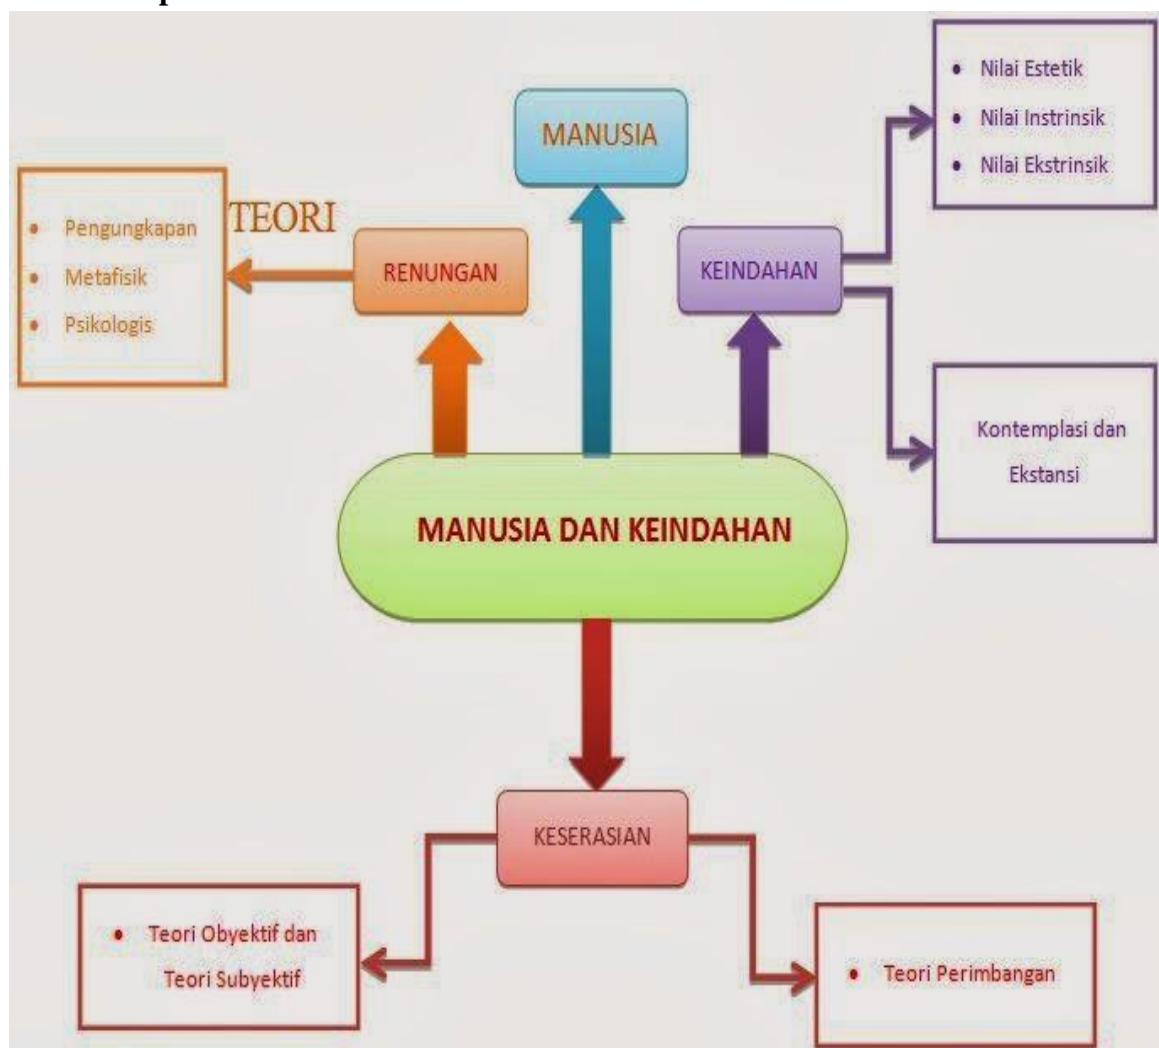 MANUSIA
• Nilai Estetik
• Nilai Instrinsik
• Nilai Ekstrinsik
TEORI
• Pengungkapan
• Metafisik
• Psikologis
RENUNGAN
KEINDAHAN
Kontemplasi dan
Ekstansi
MANUSIA DAN KEINDAHAN
KESERASIAN
• Teori Obyektif dan
Teori Subyektif
• Teori Perimbangan